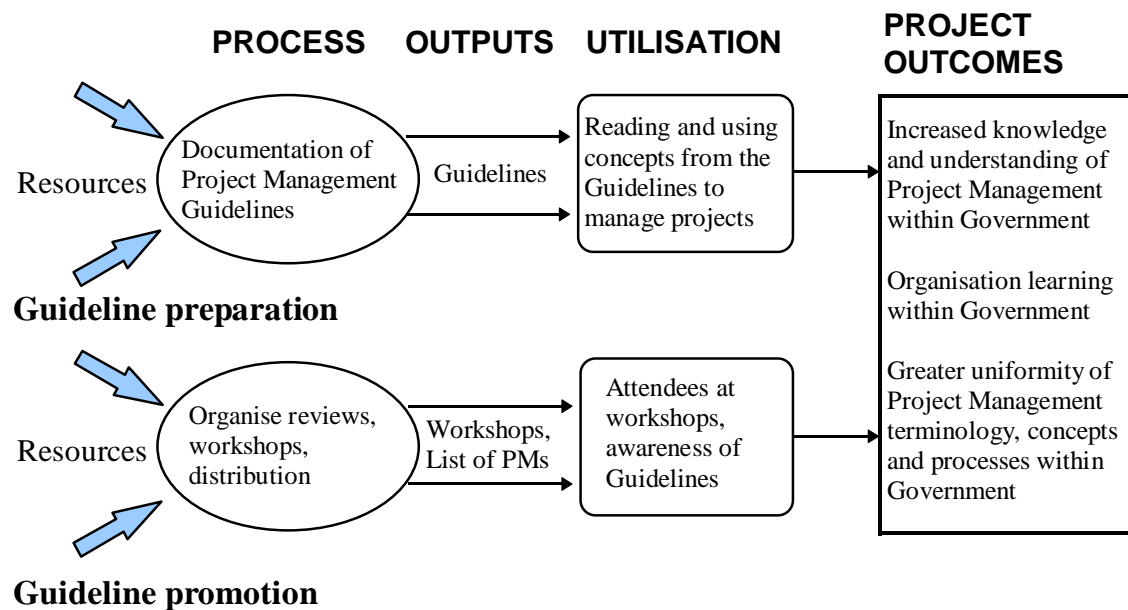 PROCESS
OUTPUTS
UTILISATION
PROJECT
OUTCOMES
Resources
Documentation of
Project Management
Guidelines
Guidelines
Reading and using
concepts from the
Guidelines to
manage projects
Increased knowledge
and understanding of
Project Management
within Government
Organisation learning
within Government
Greater uniformity of
Project Management
terminology, concepts
and processes within
Government
Guideline preparation
Resources
Organise reviews,
workshops,
distribution
Workshops,
List of PMs
Attendees at
workshops,
awareness of
Guidelines
Guideline promotion